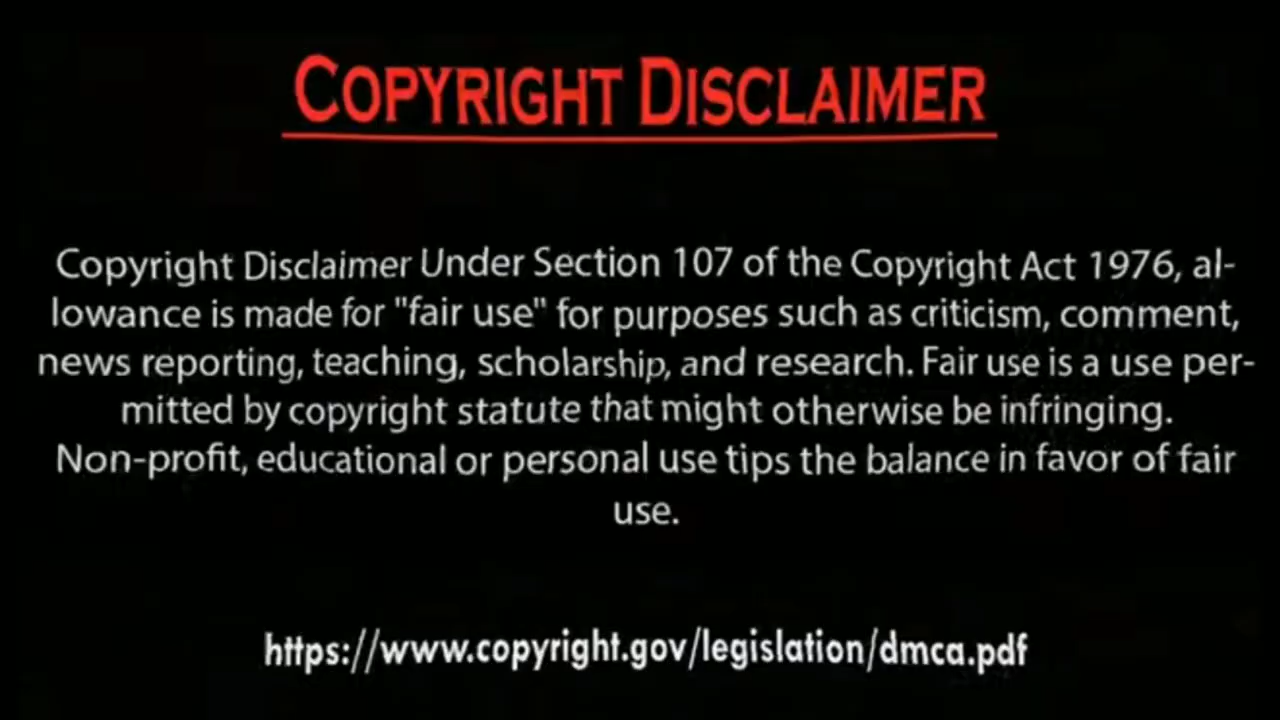 COPYRIGHT DISCLAIMER
Copyright Disclaimer Under Section 107 of the Copyright Act 1976, al-
lowance is made for "fair use" for purposes such as criticism, comment,
news reporting, teaching, scholarship, and research. Fair use is a use per-
mitted by copyright statute that might otherwise be infringing.
Non-profit, educational or personal use tips the balance in favor of fair
use.
https://www.copyright.gov/legislation/dmca.pdf